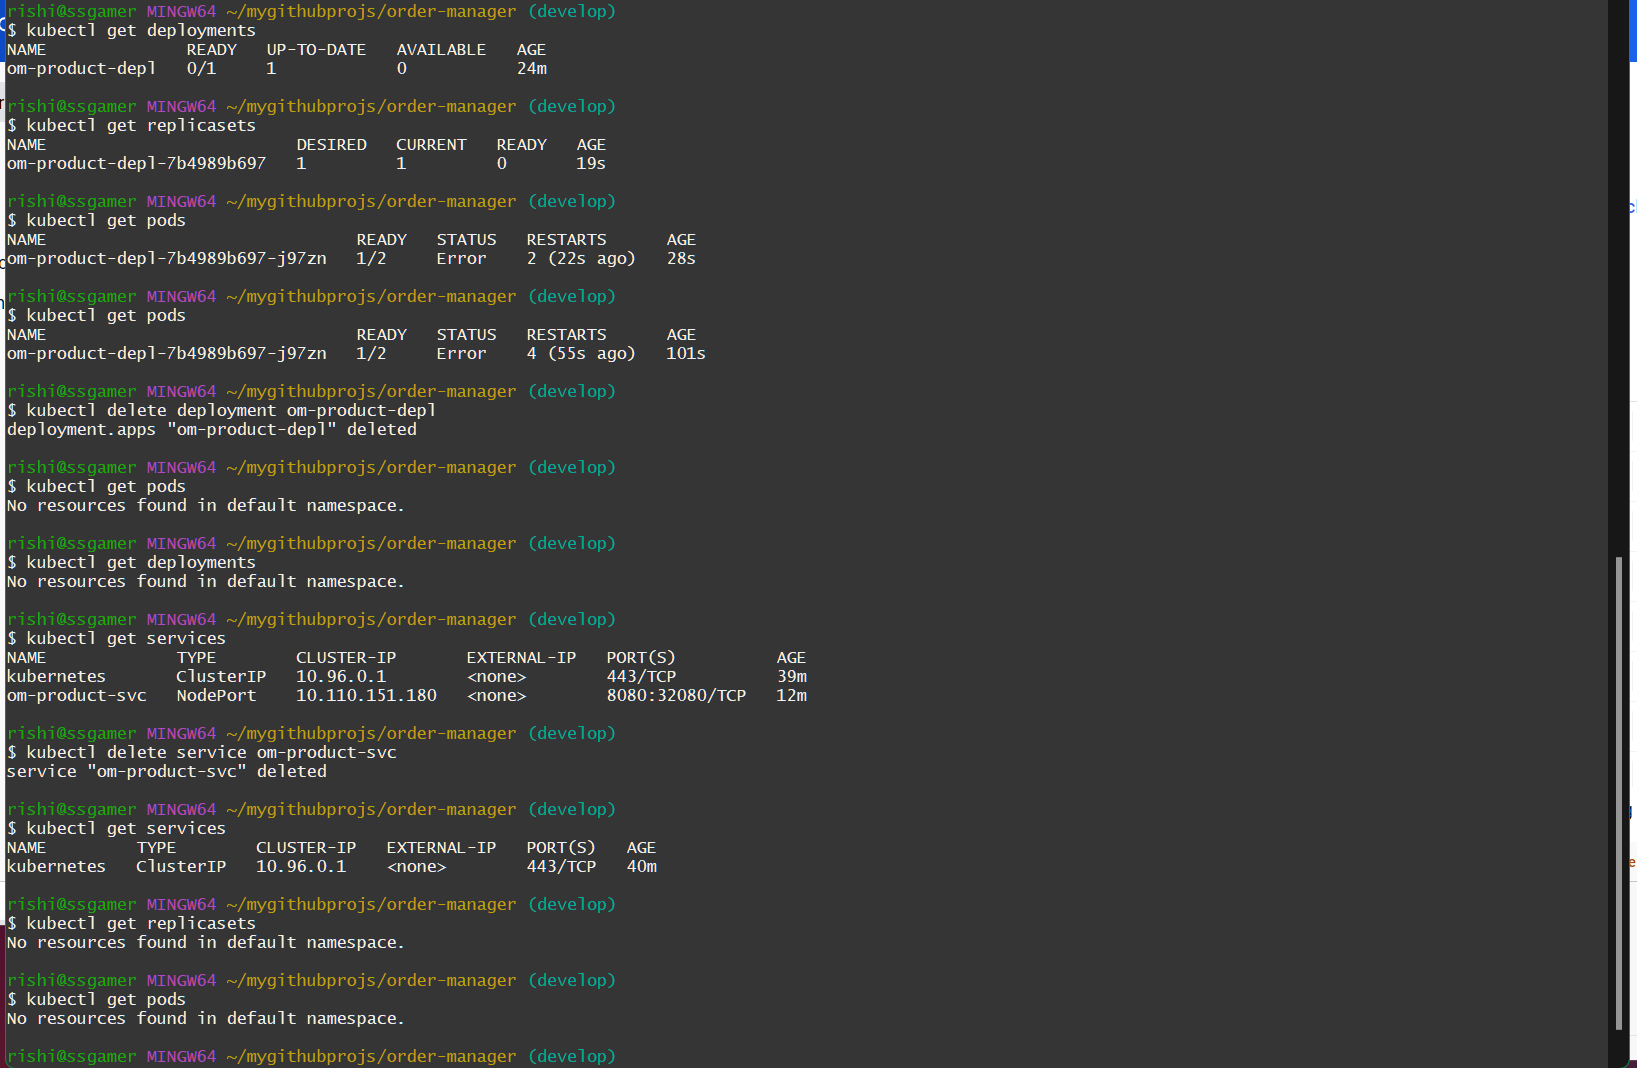 rishi@ssgamer MINGW64 ~/mygithubprojs/order-manager (develop)
$ kubectl get deployments
NAME READY UP-TO-DATE AVAILABLE AGE
om-product-depl 0/1 1 0 24m
rishi@ssgamer MINGW64 ~/mygithubprojs/order-manager (develop)
$ kubectl get replicasets
NAME DESIRED CURRENT READY AGE
om-product-depl-7b4989b697 1 1 0 19s
rishi@ssgamer MINGW64 ~/mygithubprojs/order-manager (develop)
$ kubectl get pods
NAME READY STATUS RESTARTS AGE
om-product-depl-7b4989b697-j97zn 1/2 Error 2 (22s ago) 28s
rishi@ssgamer MINGW64 ~/mygithubprojs/order-manager (develop)
$ kubectl get pods
NAME READY STATUS RESTARTS AGE
om-product-depl-7b4989b697-j97zn 1/2 Error 4 (55s ago) 101s
rishi@ssgamer MINGW64 ~/mygithubprojs/order-manager (develop)
$ kubectl delete deployment om-product-depl
deployment.apps "om-product-depl" deleted
rishi@ssgamer MINGW64 ~/mygithubprojs/order-manager (develop)
$ kubectl get pods
No resources found in default namespace.
rishi@ssgamer MINGW64 ~/mygithubprojs/order-manager (develop)
$ kubectl get deployments
No resources found in default namespace.
rishi@ssgamer MINGW64 ~/mygithubprojs/order-manager (develop)
$ kubectl get services
NAME TYPE CLUSTER-IP EXTERNAL-IP PORT(S) AGE
kubernetes ClusterIP 10.96.0.1 <none> 443/TCP 39m
om-product-svc NodePort 10.110.151.180 <none> 8080:32080/TCP 12m
rishi@ssgamer MINGW64 ~/mygithubprojs/order-manager (develop)
$ kubectl delete service om-product-svc
service "om-product-svc" deleted
rishi@ssgamer MINGW64 ~/mygithubprojs/order-manager (develop)
$ kubectl get services
NAME TYPE CLUSTER-IP EXTERNAL-IP PORT(S) AGE
kubernetes ClusterIP 10.96.0.1 <none> 443/TCP 40m
rishi@ssgamer MINGW64 ~/mygithubprojs/order-manager (develop)
$ kubectl get replicasets
No resources found in default namespace.
rishi@ssgamer MINGW64 ~/mygithubprojs/order-manager (develop)
$ kubectl get pods
No resources found in default namespace.
rishi@ssgamer MINGW64 ~/mygithubprojs/order-manager (develop)